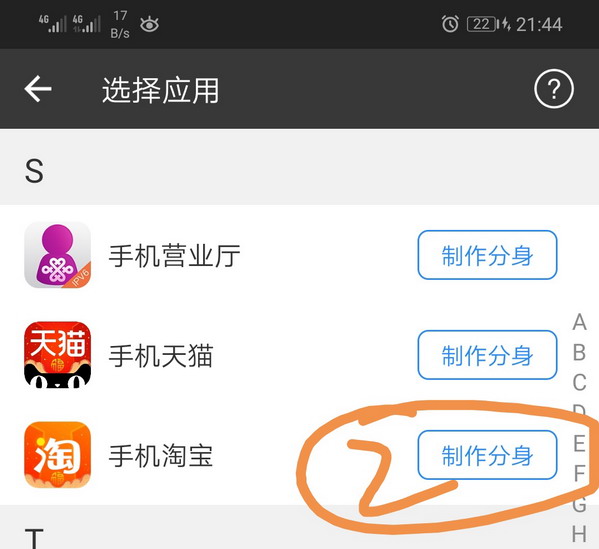 4G 4G 17 B/s 22 21:44
选择应用 ?
S
手机营业厅 制作分身
IPV6
手机天猫 制作分身
天猫
手机淘宝 制作分身
淘
2
T
A
B
C
D
E
F
G
H